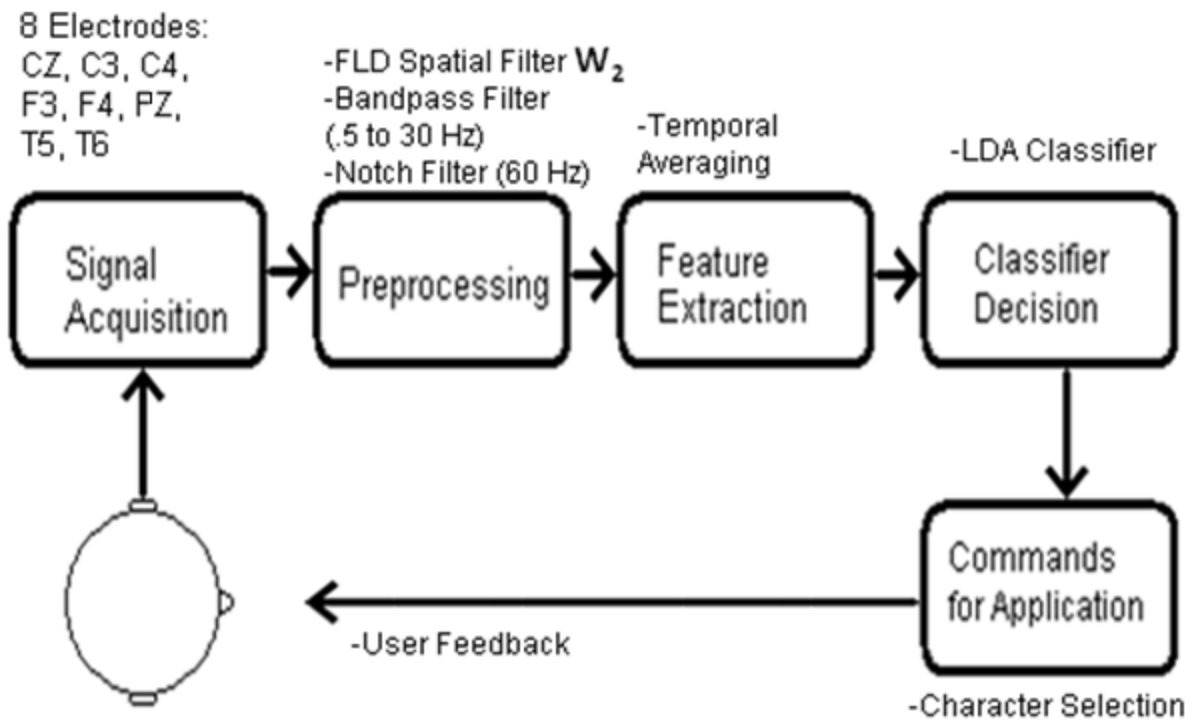 8 Electrodes:
CZ, C3, C4,
F3, F4, PZ,
T5, T6
-FLD Spatial Filter W₂
-Bandpass Filter
(.5 to 30 Hz)
-Notch Filter (60 Hz)
-Temporal
Averaging
-LDA Classifier
Signal
Acquisition
Preprocessing
Feature
Extraction
Classifier
Decision
Commands
for Application
-User Feedback
-Character Selection